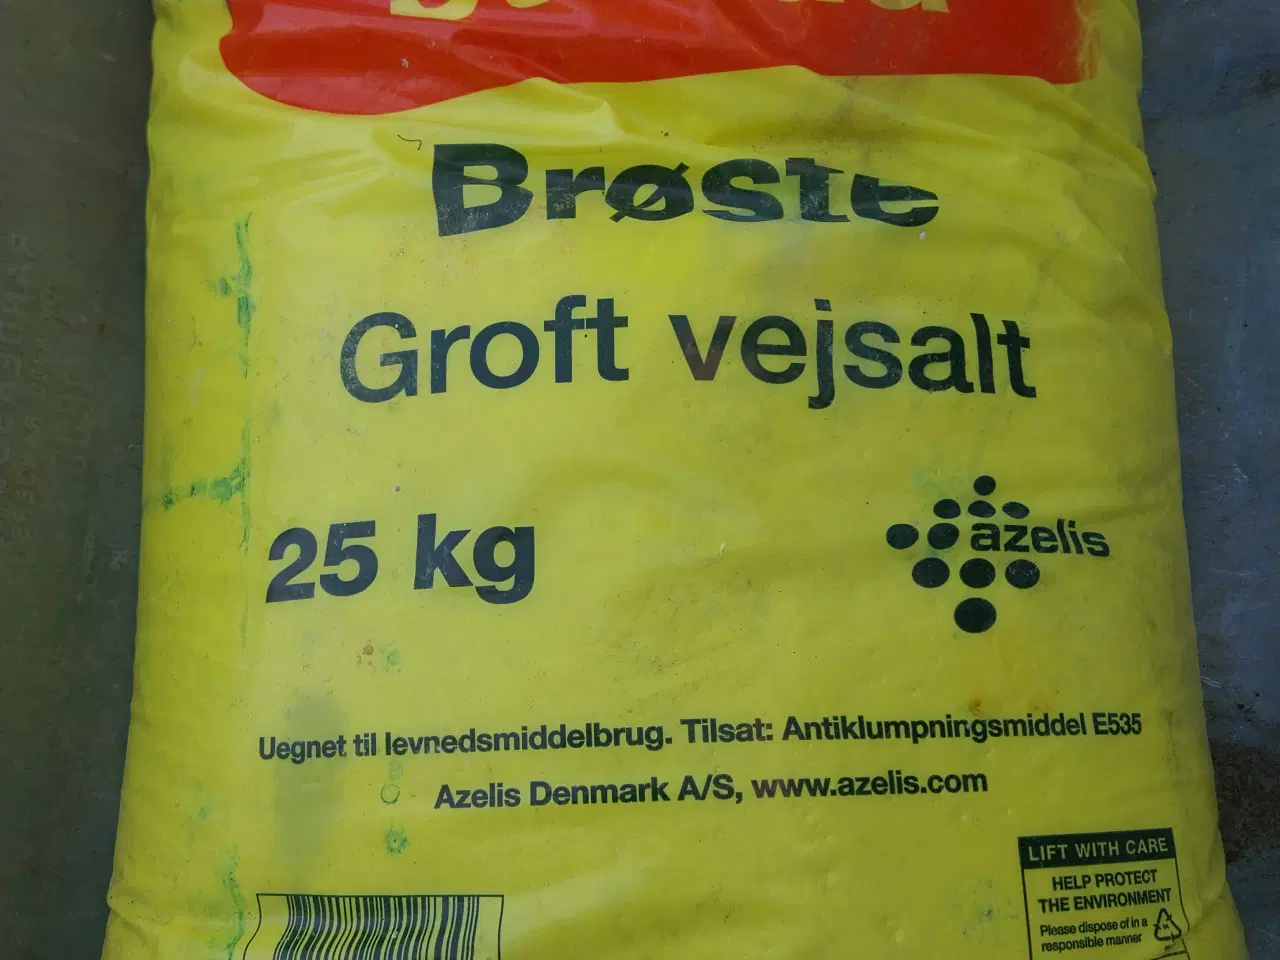 Brøste
Groft vejsalt
25 kg
azelis
Uegnet til levnedsmiddelbrug. Tilsat: Antiklumpningsmiddel E535
Azelis Denmark A/S, www.azelis.com
LIFT WITH CARE
HELP PROTECT
THE ENVIRONMENT
Please dispose of in a
responsible manner